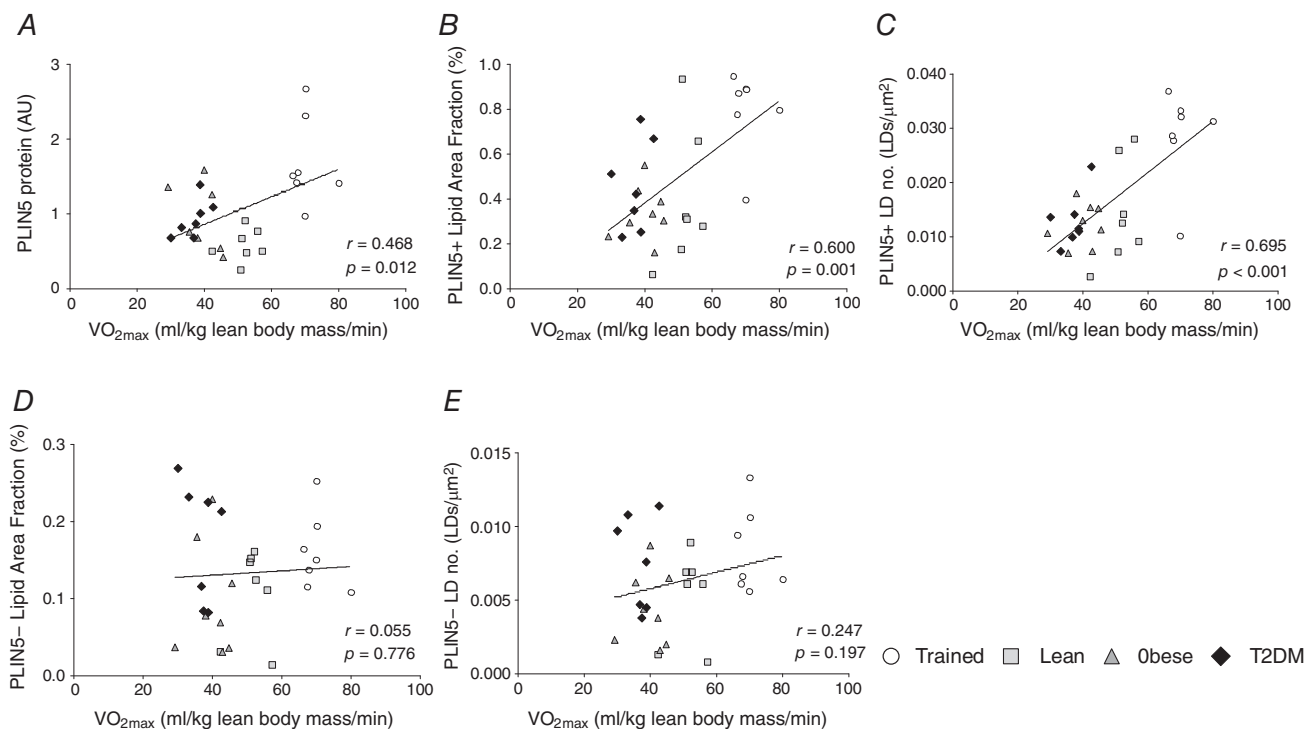 A
PLIN5 protein (AU)
3
2
1
0
0
20
40
60
80
100
VO2max (ml/kg lean body mass/min)
r = 0.468
p = 0.012
B
PLIN5+ Lipid Area Fraction (%)
1.0
0.8
0.6
0.4
0.2
0.0
0
20
40
60
80
100
VO2max (ml/kg lean body mass/min)
r = 0.600
p = 0.001
C
PLIN5+ LD no. (LDs/μm²)
0.040
0.030
0.020
0.010
0.000
0
20
40
60
80
100
VO2max (ml/kg lean body mass/min)
r = 0.695
p < 0.001
D
PLIN5− Lipid Area Fraction (%)
0.3
0.2
0.1
0.0
0
20
40
60
80
100
VO2max (ml/kg lean body mass/min)
r = 0.055
p = 0.776
E
PLIN5− LD no. (LDs/μm²)
0.015
0.010
0.005
0.000
0
20
40
60
80
100
VO2max (ml/kg lean body mass/min)
r = 0.247
p = 0.197
Trained Lean 0bese T2DM